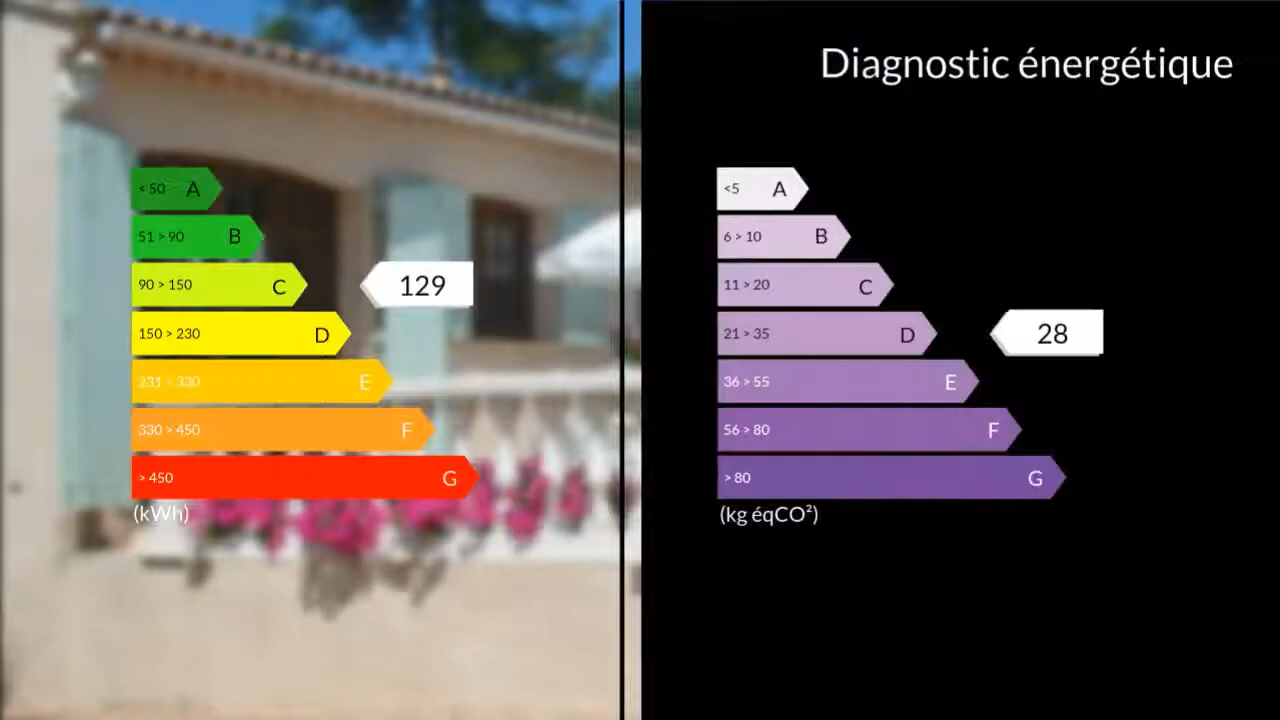 Diagnostic énergétique
< 50 A
51 > 90 B
90 > 150 C
129
150 > 230 D
231 > 330 E
330 > 450 F
> 450 G
(kWh)
<5 A
6 > 10 B
11 > 20 C
21 > 35 D
28
36 > 55 E
56 > 80 F
> 80 G
(kg éqCO²)